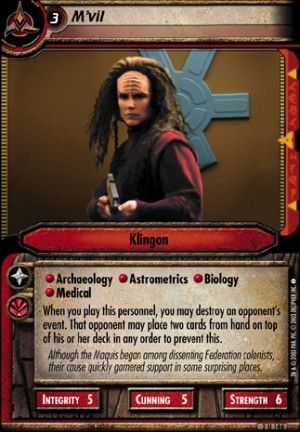 3 M'vil
Klingon
Archaeology Astrometrics Biology
Medical
When you play this personnel, you may destroy an opponent's
event. That opponent may place two cards from hand on
top of his or her deck in any order to prevent this.
Although the Maquis began among dissenting Federation colonists,
their cause quickly garnered support in some surprising places.
INTEGRITY 5 CUNNING 5 STRENGTH 6